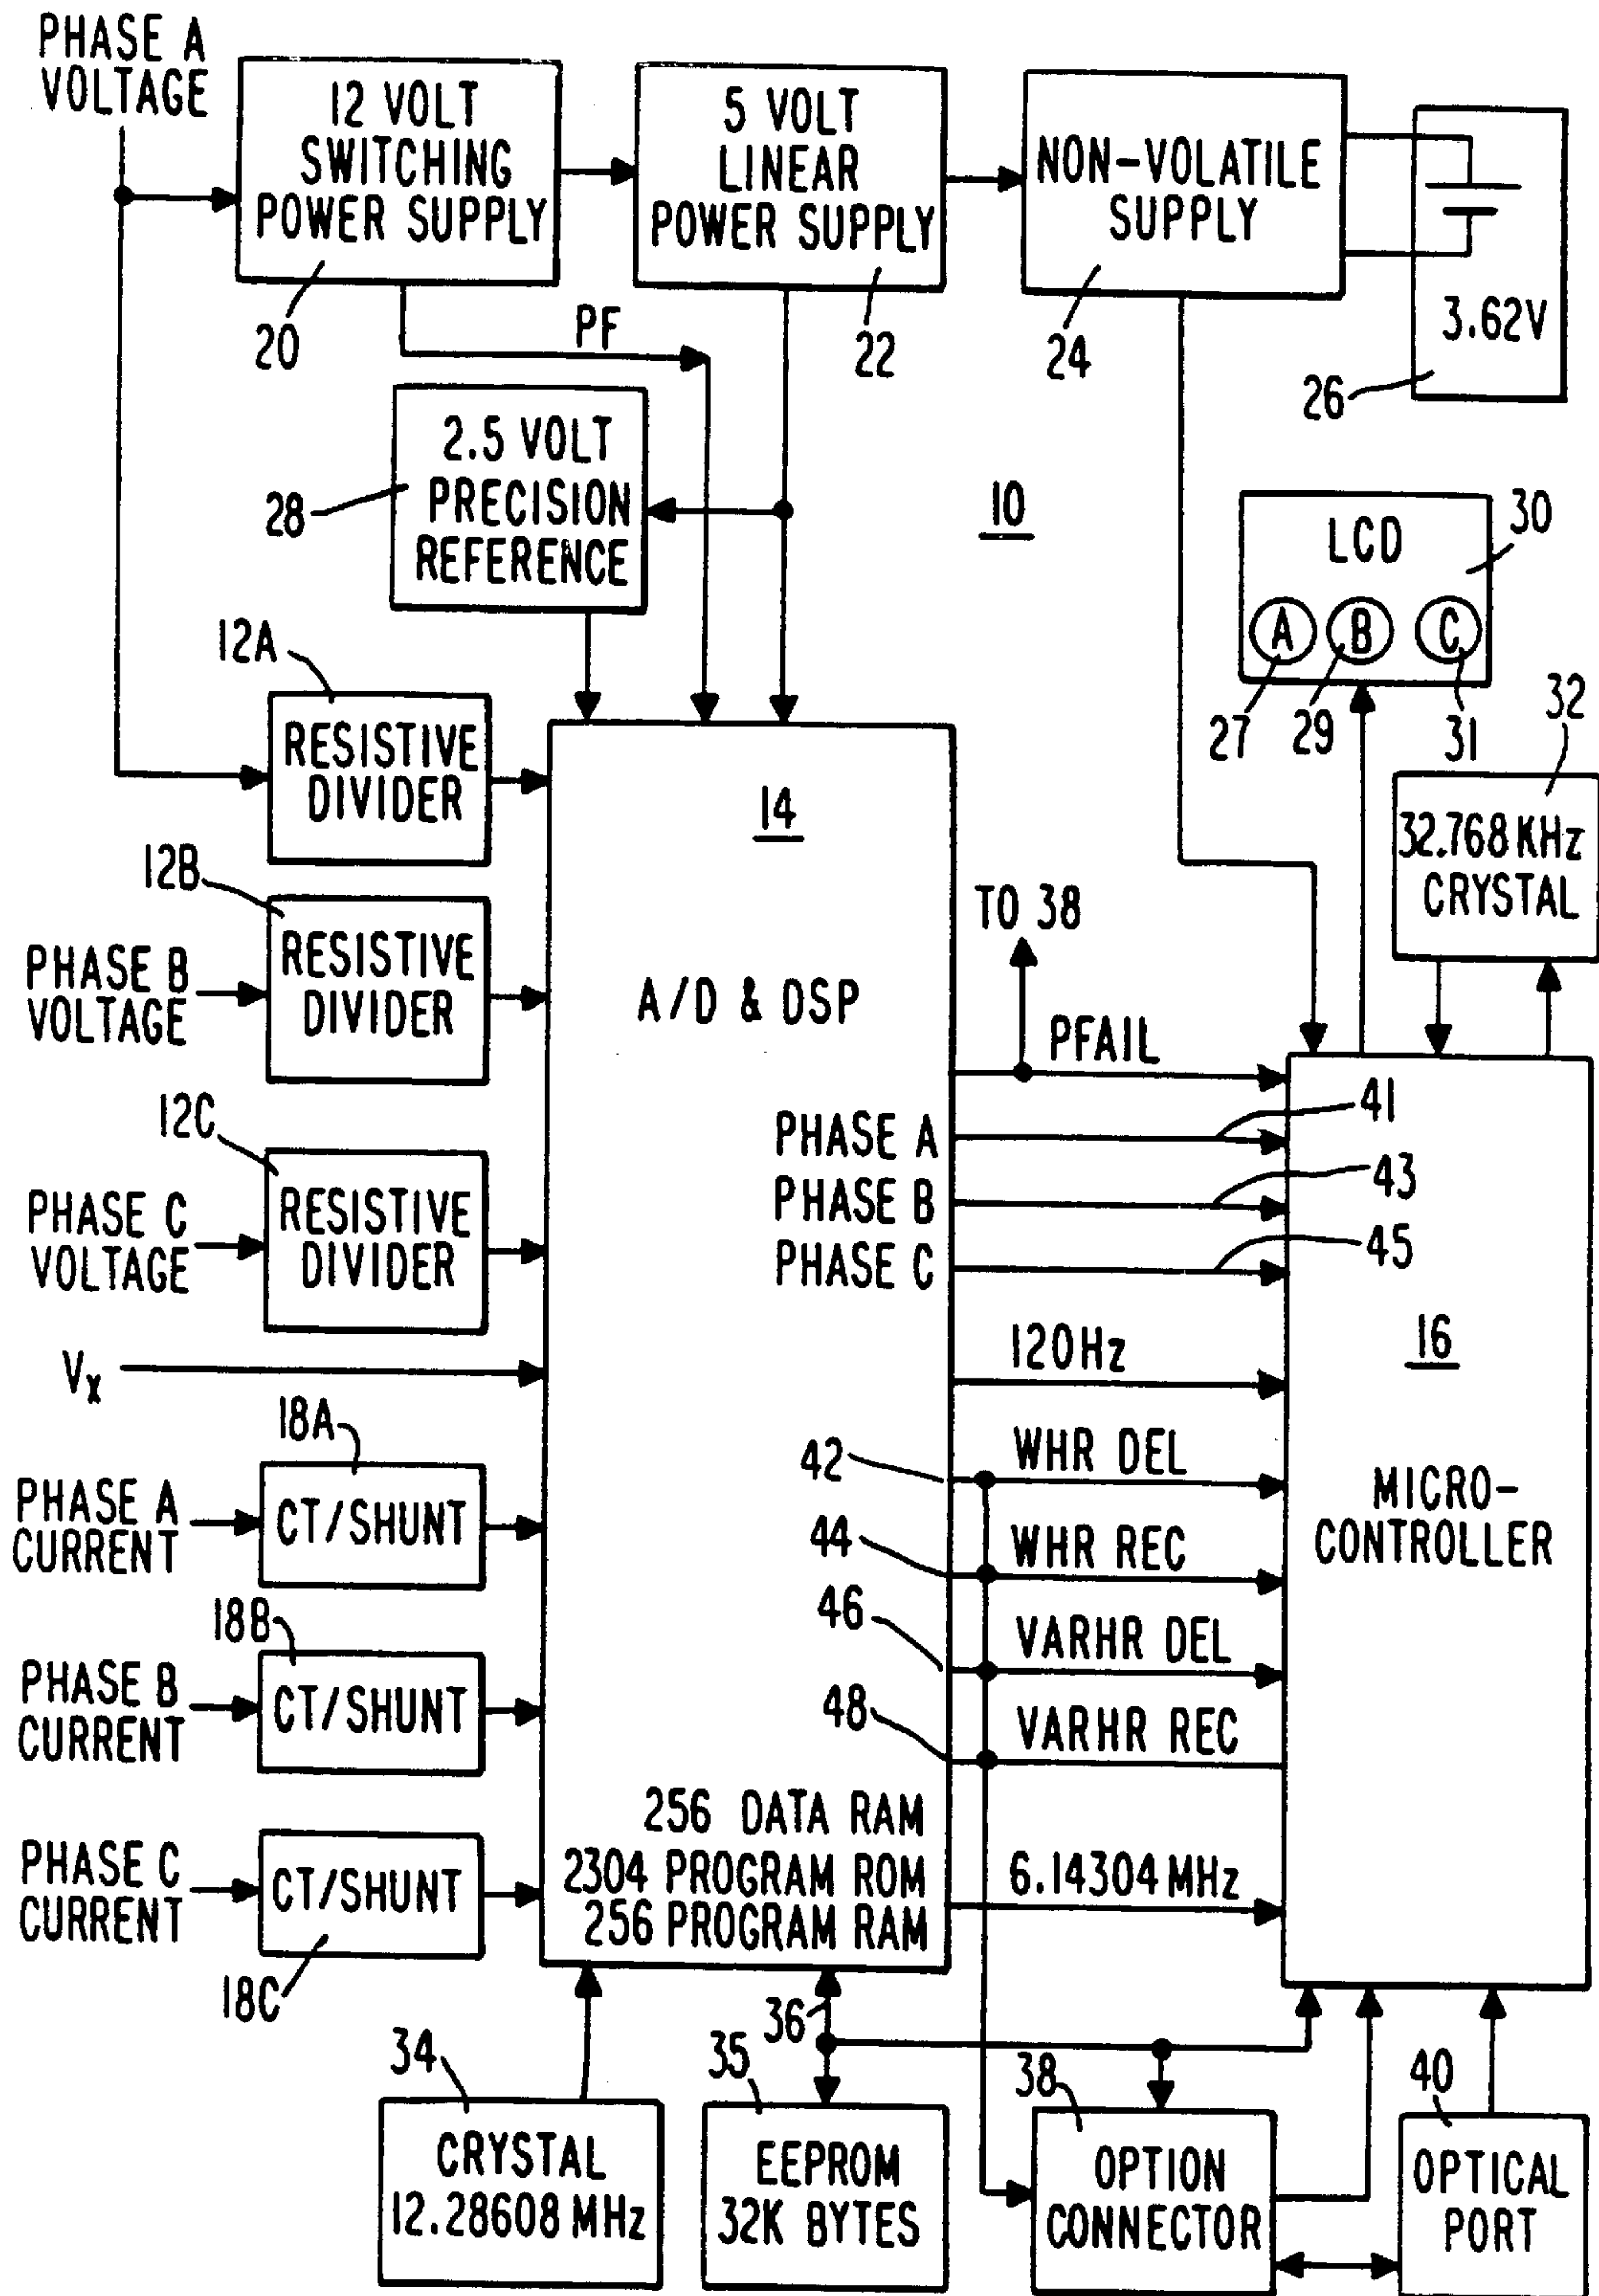 PHASE A
VOLTAGE
12 VOLT
SWITCHING
POWER SUPPLY
20
5 VOLT
LINEAR
POWER SUPPLY
22
NON-VOLATILE
SUPPLY
24
3.62V
26
PF
2.5 VOLT
PRECISION
REFERENCE
28
10
LCD
30
A
B
C
27
29
31
32
32.768 KHz
CRYSTAL
12A
RESISTIVE
DIVIDER
12B
PHASE B
VOLTAGE
RESISTIVE
DIVIDER
12C
PHASE C
VOLTAGE
RESISTIVE
DIVIDER
Vx
18A
PHASE A
CURRENT
CT/SHUNT
18B
PHASE B
CURRENT
CT/SHUNT
PHASE C
CURRENT
CT/SHUNT
18C
14
A/D & DSP
TO 38
PFAIL
PHASE A
41
PHASE B
43
PHASE C
45
120Hz
42
WHR DEL
44
WHR REC
46
VARHR DEL
48
VARHR REC
256 DATA RAM
2304 PROGRAM ROM
256 PROGRAM RAM
6.14304 MHz
16
MICRO-
CONTROLLER
34
CRYSTAL
12.28608 MHz
36
35
EEPROM
32K BYTES
38
OPTION
CONNECTOR
40
OPTICAL
PORT